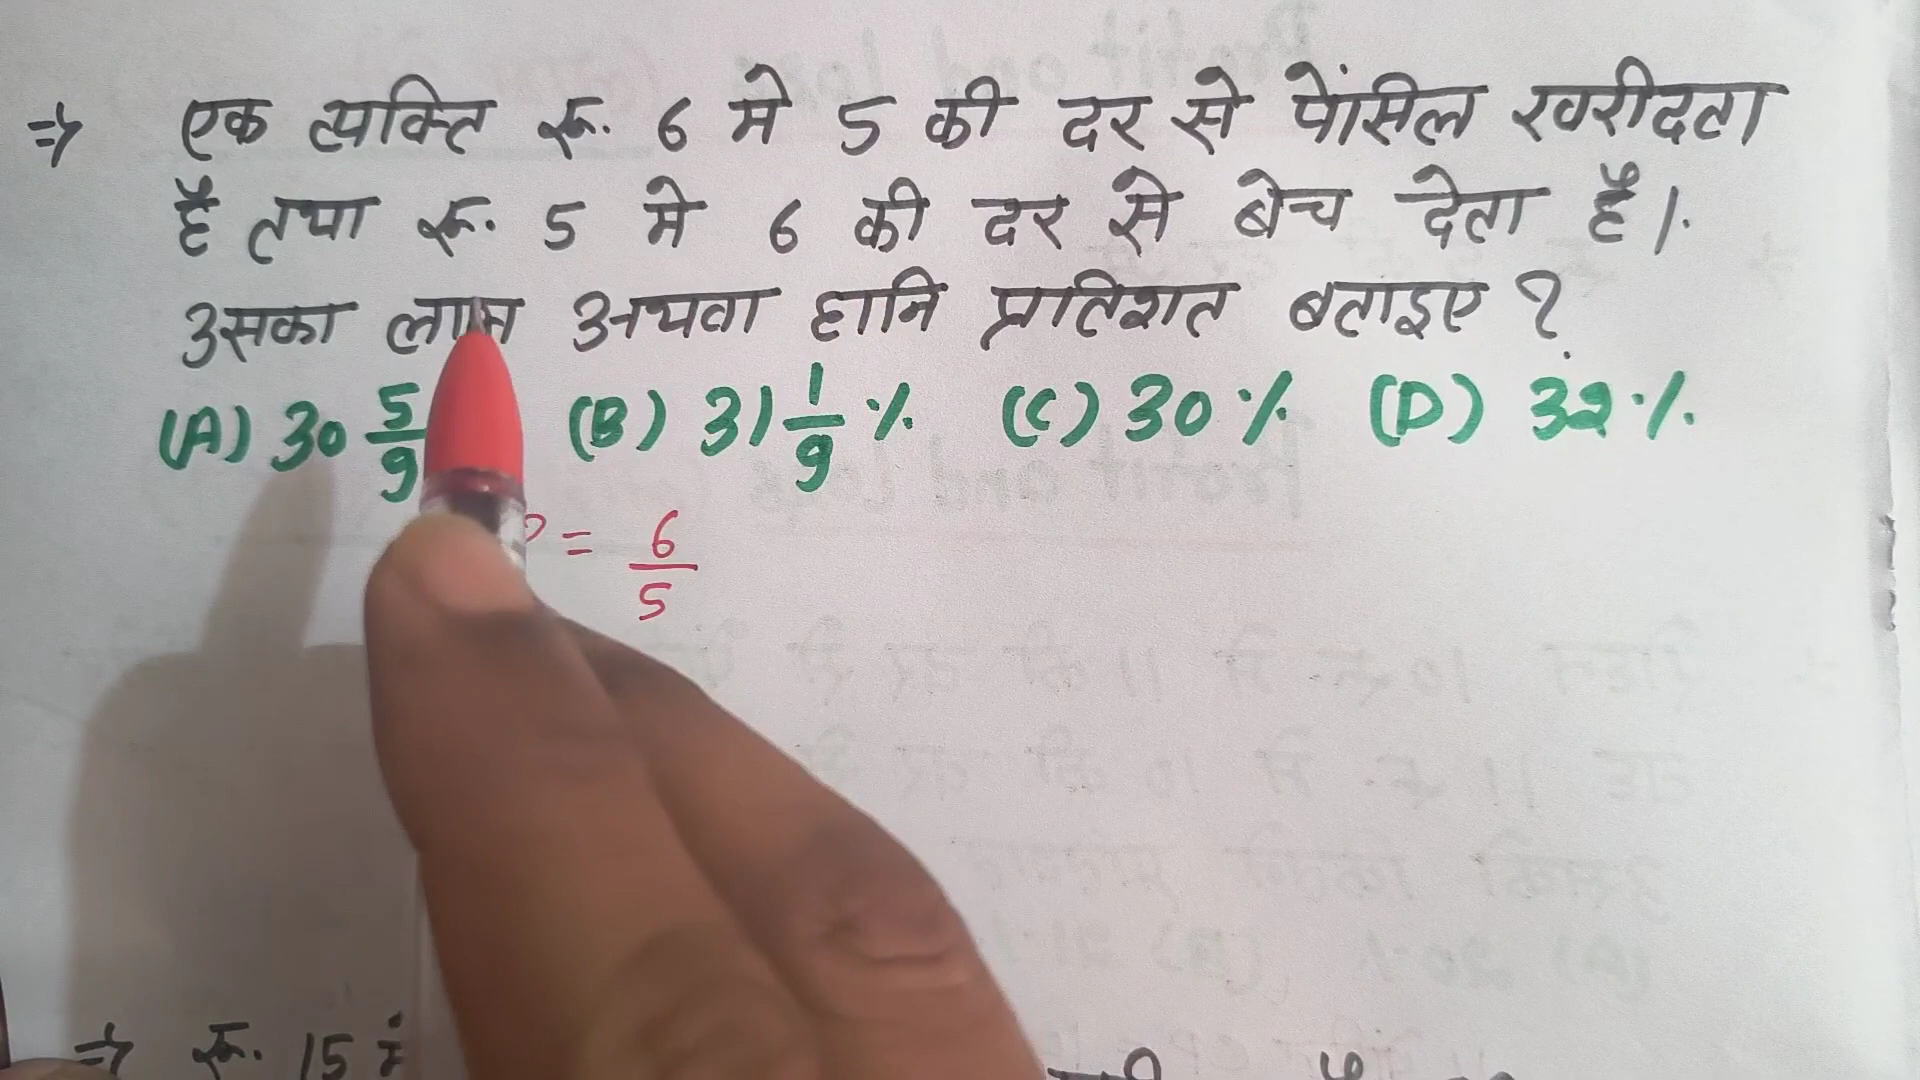 ⇒ एक व्यक्ति रू. 6 मे 5 की दर से पेंसिल खरीदता
है तथा रू. 5 मे 6 की दर से बेच देता है।
उसका लाभ अथवा हानि प्रतिशत बताइए ?
(A) 30 5/9 (B) 31 1/9 % (C) 30 % (D) 32 %
= 6/5
⇒ रू. 15